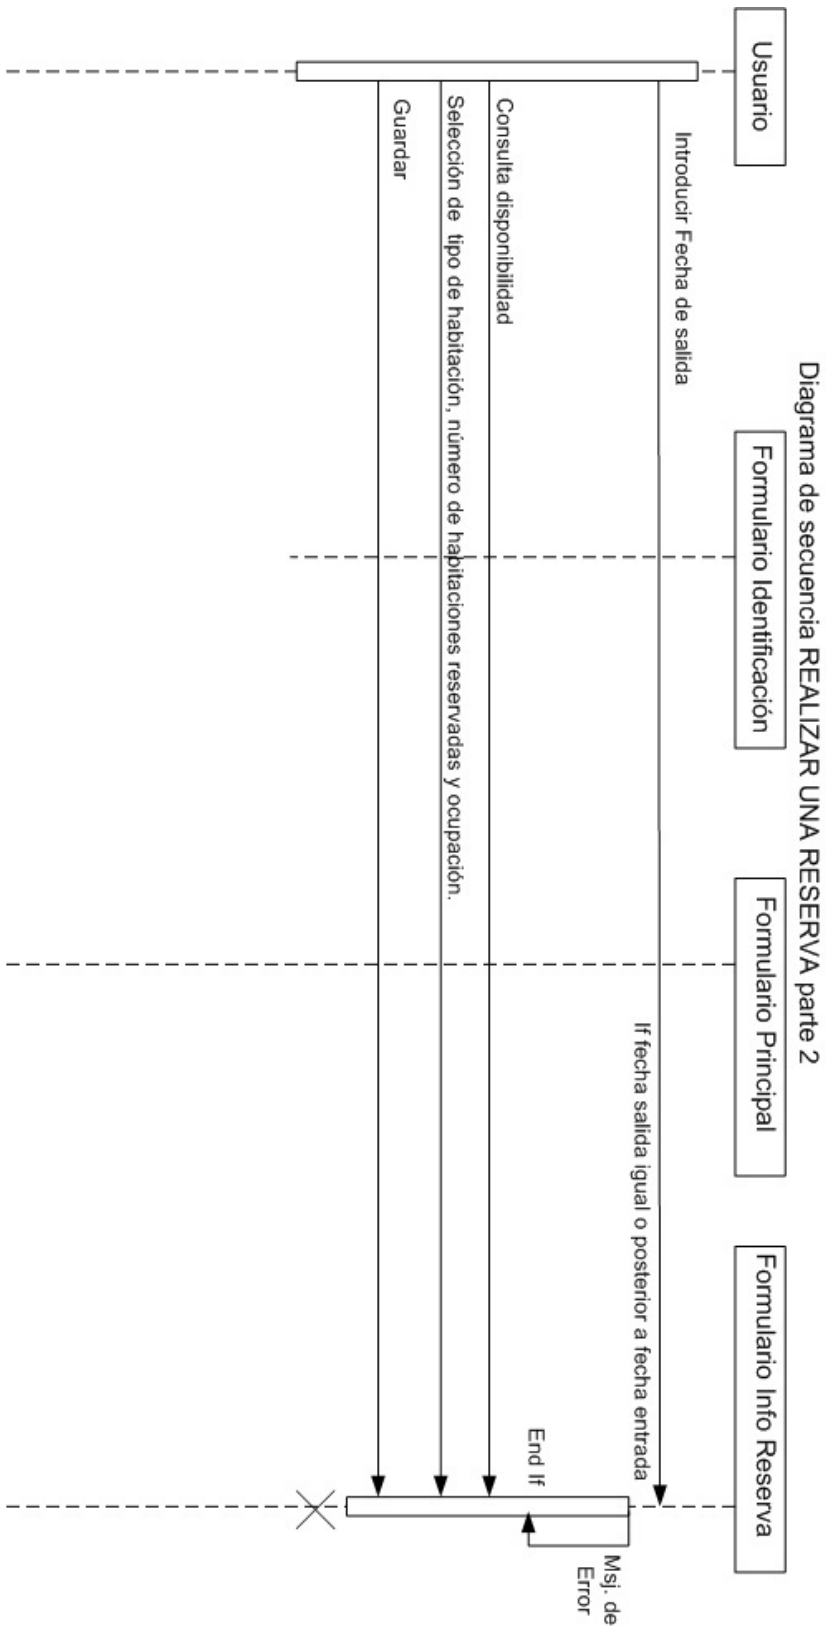 Diagrama de secuencia REALIZAR UNA RESERVA parte 2
Usuario
Formulario Identificación
Formulario Principal
Formulario Info Reserva
Introducir Fecha de salida
If fecha salida igual o posterior a fecha entrada
Msj. de
Error
End If
Consulta disponibilidad
Selección de tipo de habitación, número de habitaciones reservadas y ocupación.
Guardar